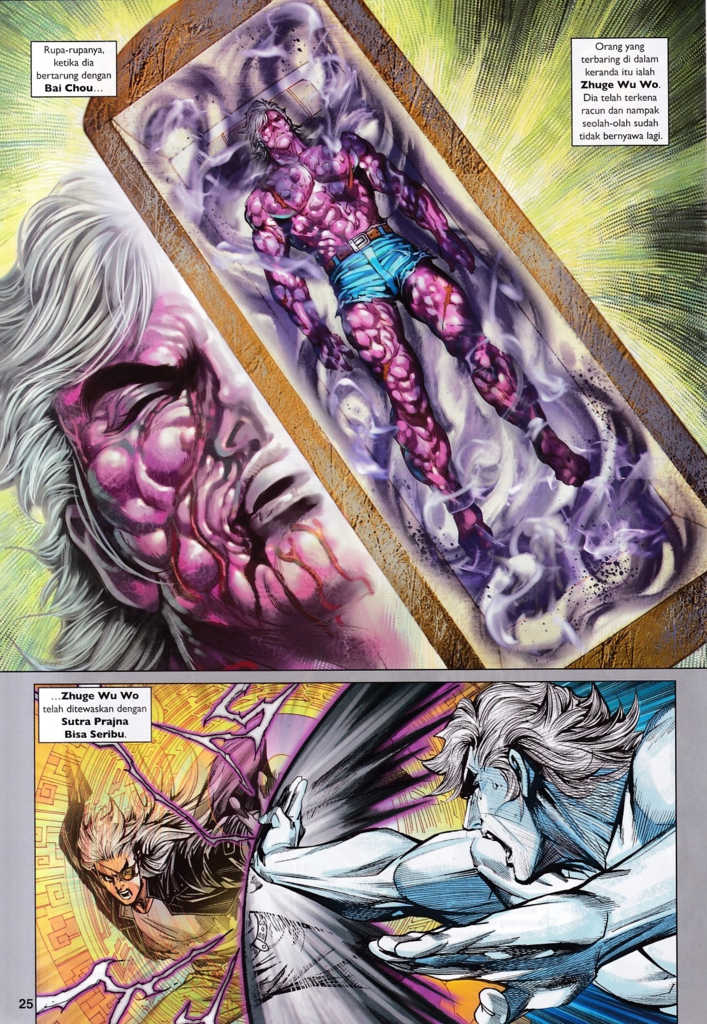 Rupa-rupanya,
ketika dia
bertarung dengan
Bai Chou…
Orang yang
terbaring di dalam
keranda itu ialah
Zhuge Wu Wo.
Dia telah terkena
racun dan nampak
seolah-olah sudah
tidak bernyawa lagi.
…Zhuge Wu Wo
telah ditewaskan dengan
Sutra Prajna
Bisa Seribu.
25